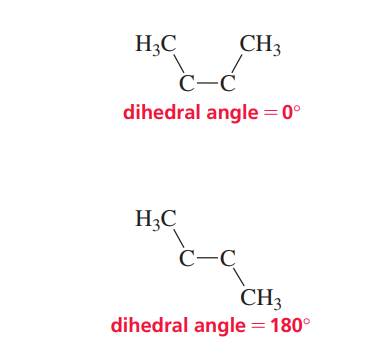 H₃C CH₃
C–C
dihedral angle = 0°
H₃C
C–C
CH₃
dihedral angle = 180°